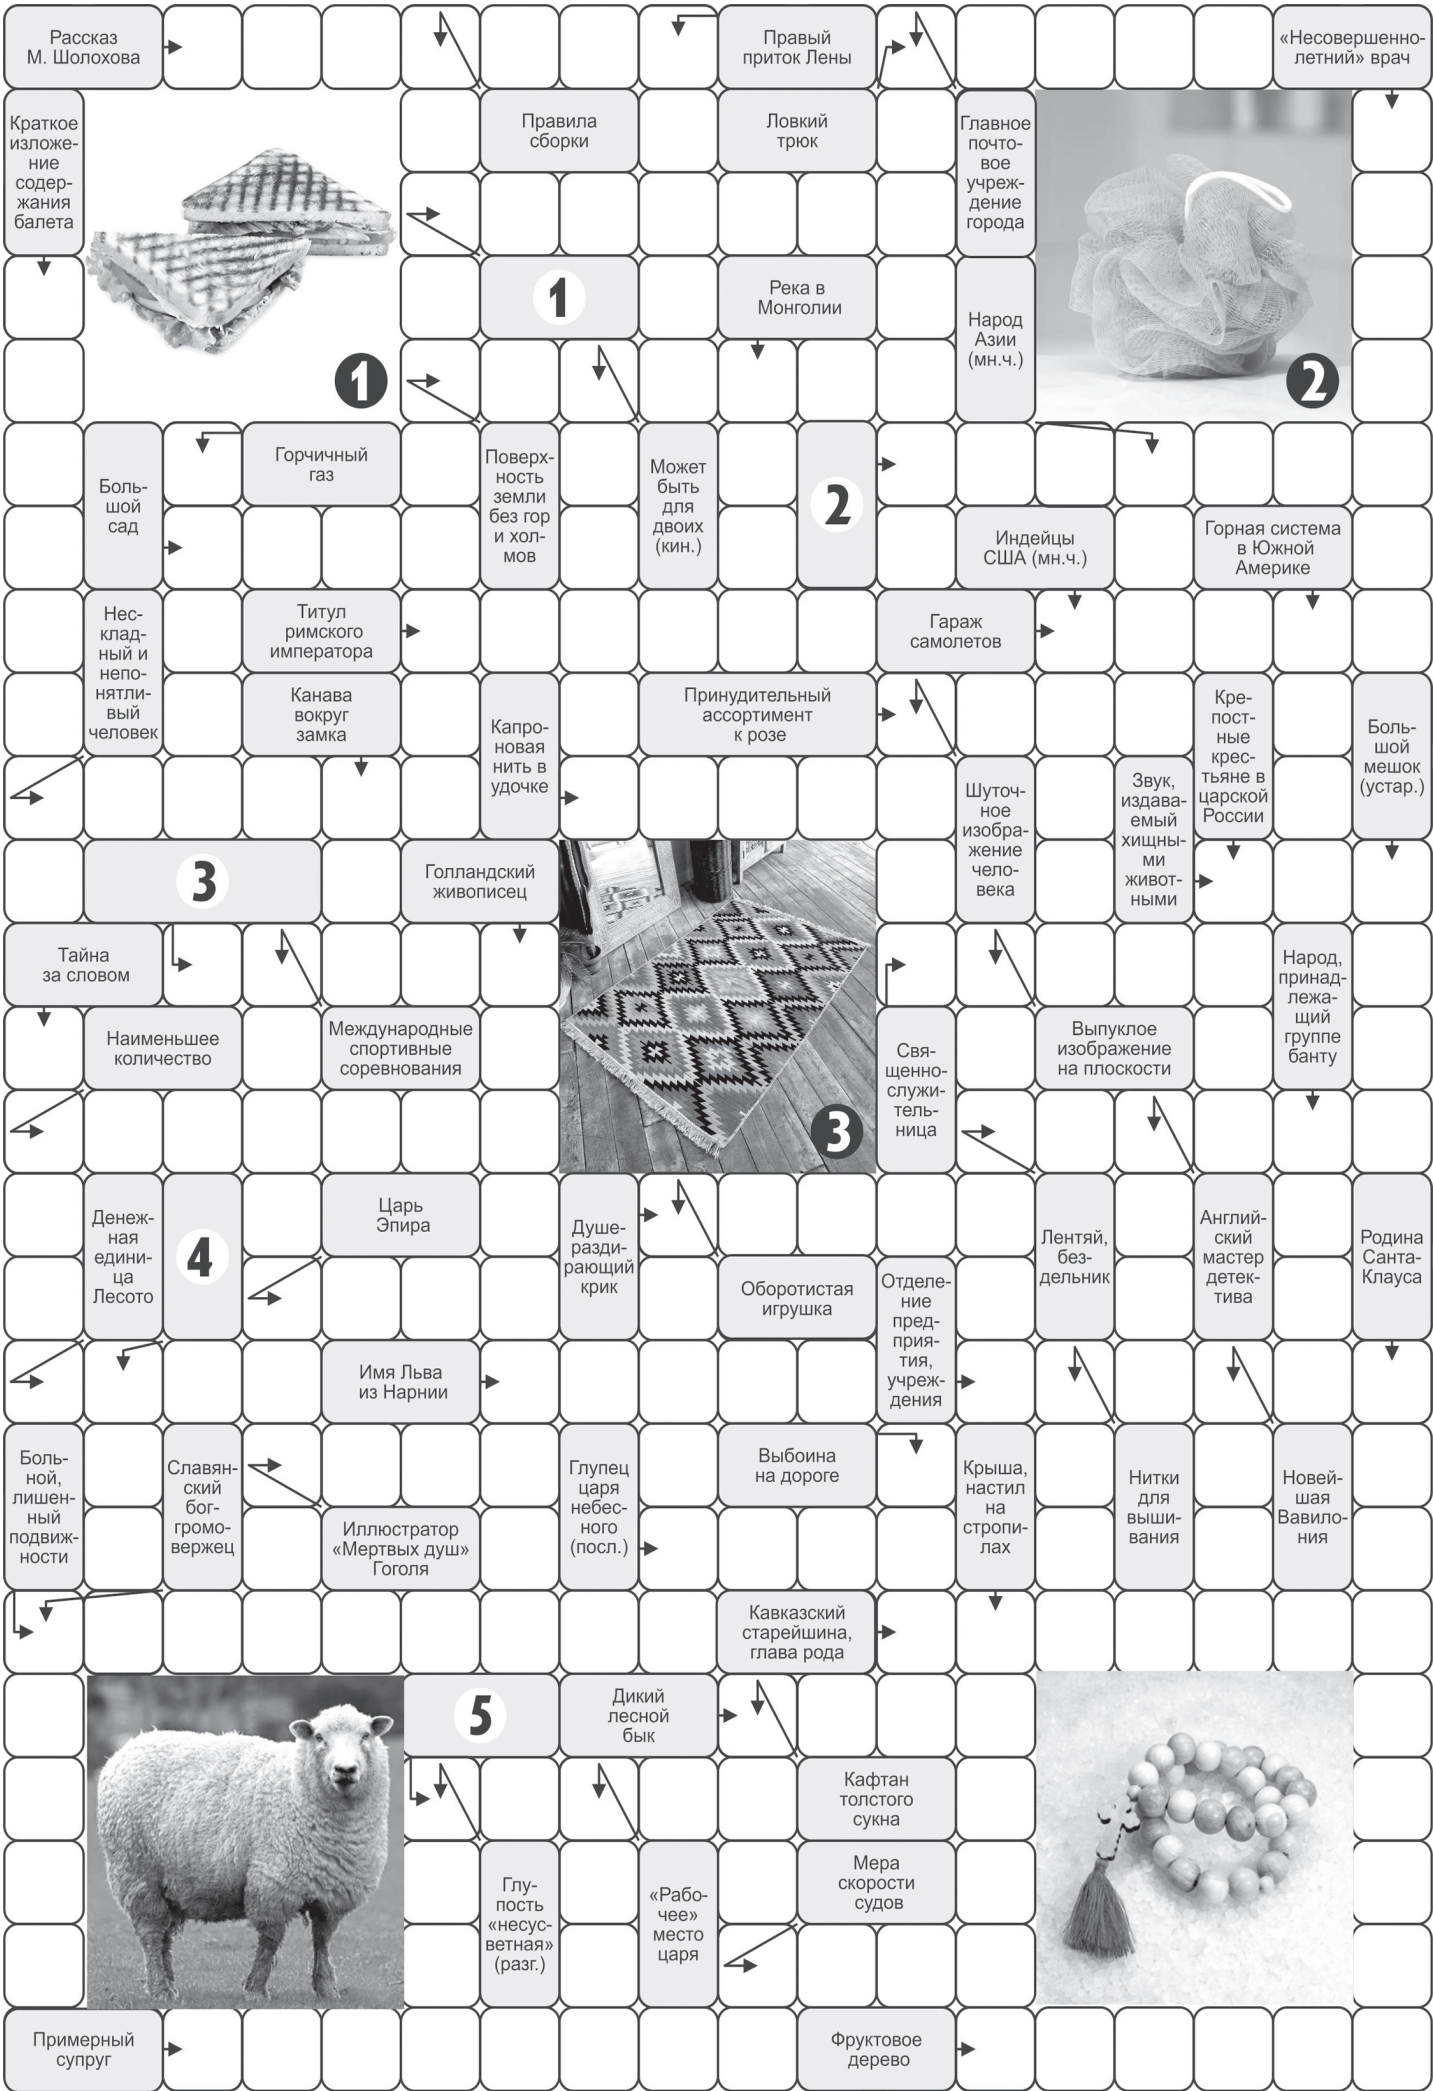 Рассказ
М. Шолохова
Правый
приток Лены
«Несовершенно-
летний» врач
Краткое
изложе-
ние
содер-
жания
балета
Правила
сборки
Ловкий
трюк
Главное
почто-
вое
учреж-
дение
города
1
Река в
Монголии
Народ
Азии
(мн.ч.)
1
2
Боль-
шой
сад
Горчичный
газ
Поверх-
ность
земли
без гор
и хол-
мов
Может
быть
для
двоих
(кин.)
2
Индейцы
США (мн.ч.)
Горная система
в Южной
Америке
Нес-
клад-
ный и
непо-
нятли-
вый
человек
Титул
римского
императора
Гараж
самолетов
Канава
вокруг
замка
Капро-
новая
нить в
удочке
Принудительный
ассортимент
к розе
Кре-
пост-
ные
крес-
тьяне в
царской
России
Боль-
шой
мешок
(устар.)
Шуточ-
ное
изобра-
жение
чело-
века
Звук,
издава-
емый
хищны-
ми
живот-
ными
3
Голландский
живописец
Тайна
за словом
Народ,
принад-
лежа-
щий
группе
банту
Наименьшее
количество
Международные
спортивные
соревнования
Свя-
щенно-
служи-
тель-
ница
Выпуклое
изображение
на плоскости
3
Денеж-
ная
едини-
ца
Лесото
4
Царь
Эпира
Душе-
разди-
рающий
крик
Лентяй,
без-
дельник
Англий-
ский
мастер
детек-
тива
Родина
Санта-
Клауса
Оборотистая
игрушка
Отделе-
ние
пред-
прия-
тия,
учреж-
дения
Имя Льва
из Нарнии
Боль-
ной,
лишен-
ный
подвиж-
ности
Славян-
ский
бог-
громо-
вержец
Глупец
царя
небес-
ного
(посл.)
Выбоина
на дороге
Крыша,
настил
на
стропи-
лах
Нитки
для
выши-
вания
Новей-
шая
Вавило-
ния
Иллюстратор
«Мертвых душ»
Гоголя
Кавказский
старейшина,
глава рода
5
Дикий
лесной
бык
Кафтан
толстого
сукна
Глу-
пость
«несус-
ветная»
(разг.)
«Рабо-
чее»
место
царя
Мера
скорости
судов
Примерный
супруг
Фруктовое
дерево